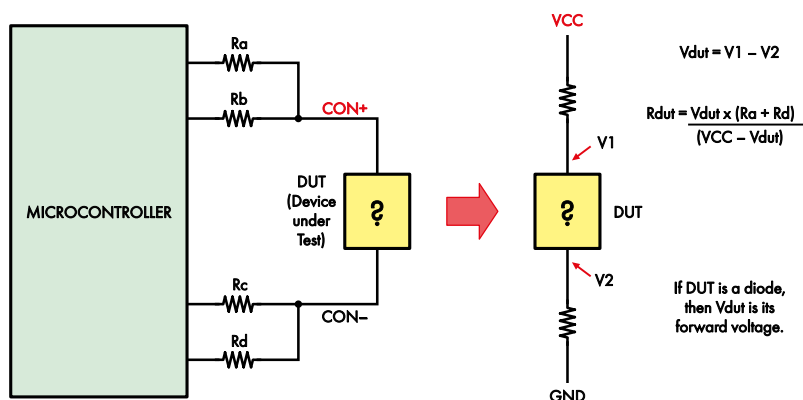 MICROCONTROLLER
Ra
Rb
CON+
DUT
(Device
under
Test)
?
Rc
CON–
Rd
VCC
V1
?
DUT
V2
GND
Vdut = V1 – V2
Rdut = Vdut x (Ra + Rd)
(VCC – Vdut)
If DUT is a diode,
then Vdut is its
forward voltage.